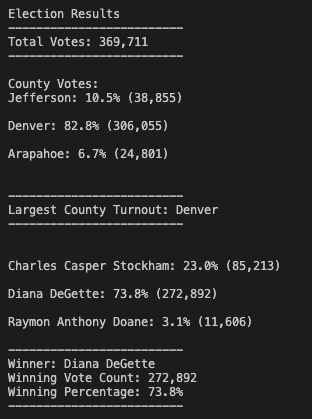 Election Results
-------------------------
Total Votes: 369,711
-------------------------
County Votes:
Jefferson: 10.5% (38,855)
Denver: 82.8% (306,055)
Arapahoe: 6.7% (24,801)
-------------------------
Largest County Turnout: Denver
-------------------------
Charles Casper Stockham: 23.0% (85,213)
Diana DeGette: 73.8% (272,892)
Raymon Anthony Doane: 3.1% (11,606)
-------------------------
Winner: Diana DeGette
Winning Vote Count: 272,892
Winning Percentage: 73.8%
-------------------------